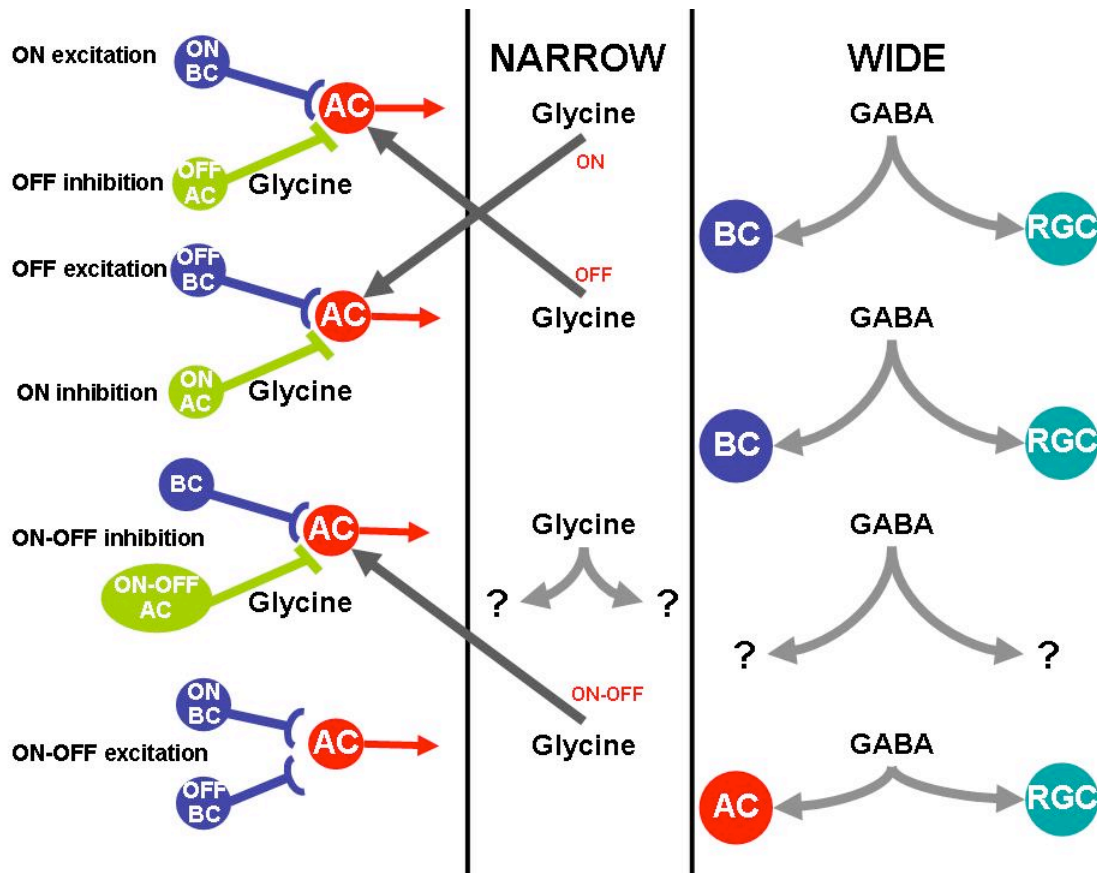 NARROW
WIDE
ON excitation
ON
BC
AC
OFF inhibition
OFF
AC
Glycine
Glycine
ON
GABA
BC
RGC
OFF excitation
OFF
BC
AC
ON inhibition
ON
AC
Glycine
OFF
Glycine
GABA
BC
RGC
BC
ON-OFF inhibition
AC
ON-OFF
AC
Glycine
Glycine
?
?
GABA
?
?
ON
BC
ON-OFF excitation
AC
OFF
BC
ON-OFF
Glycine
GABA
AC
RGC